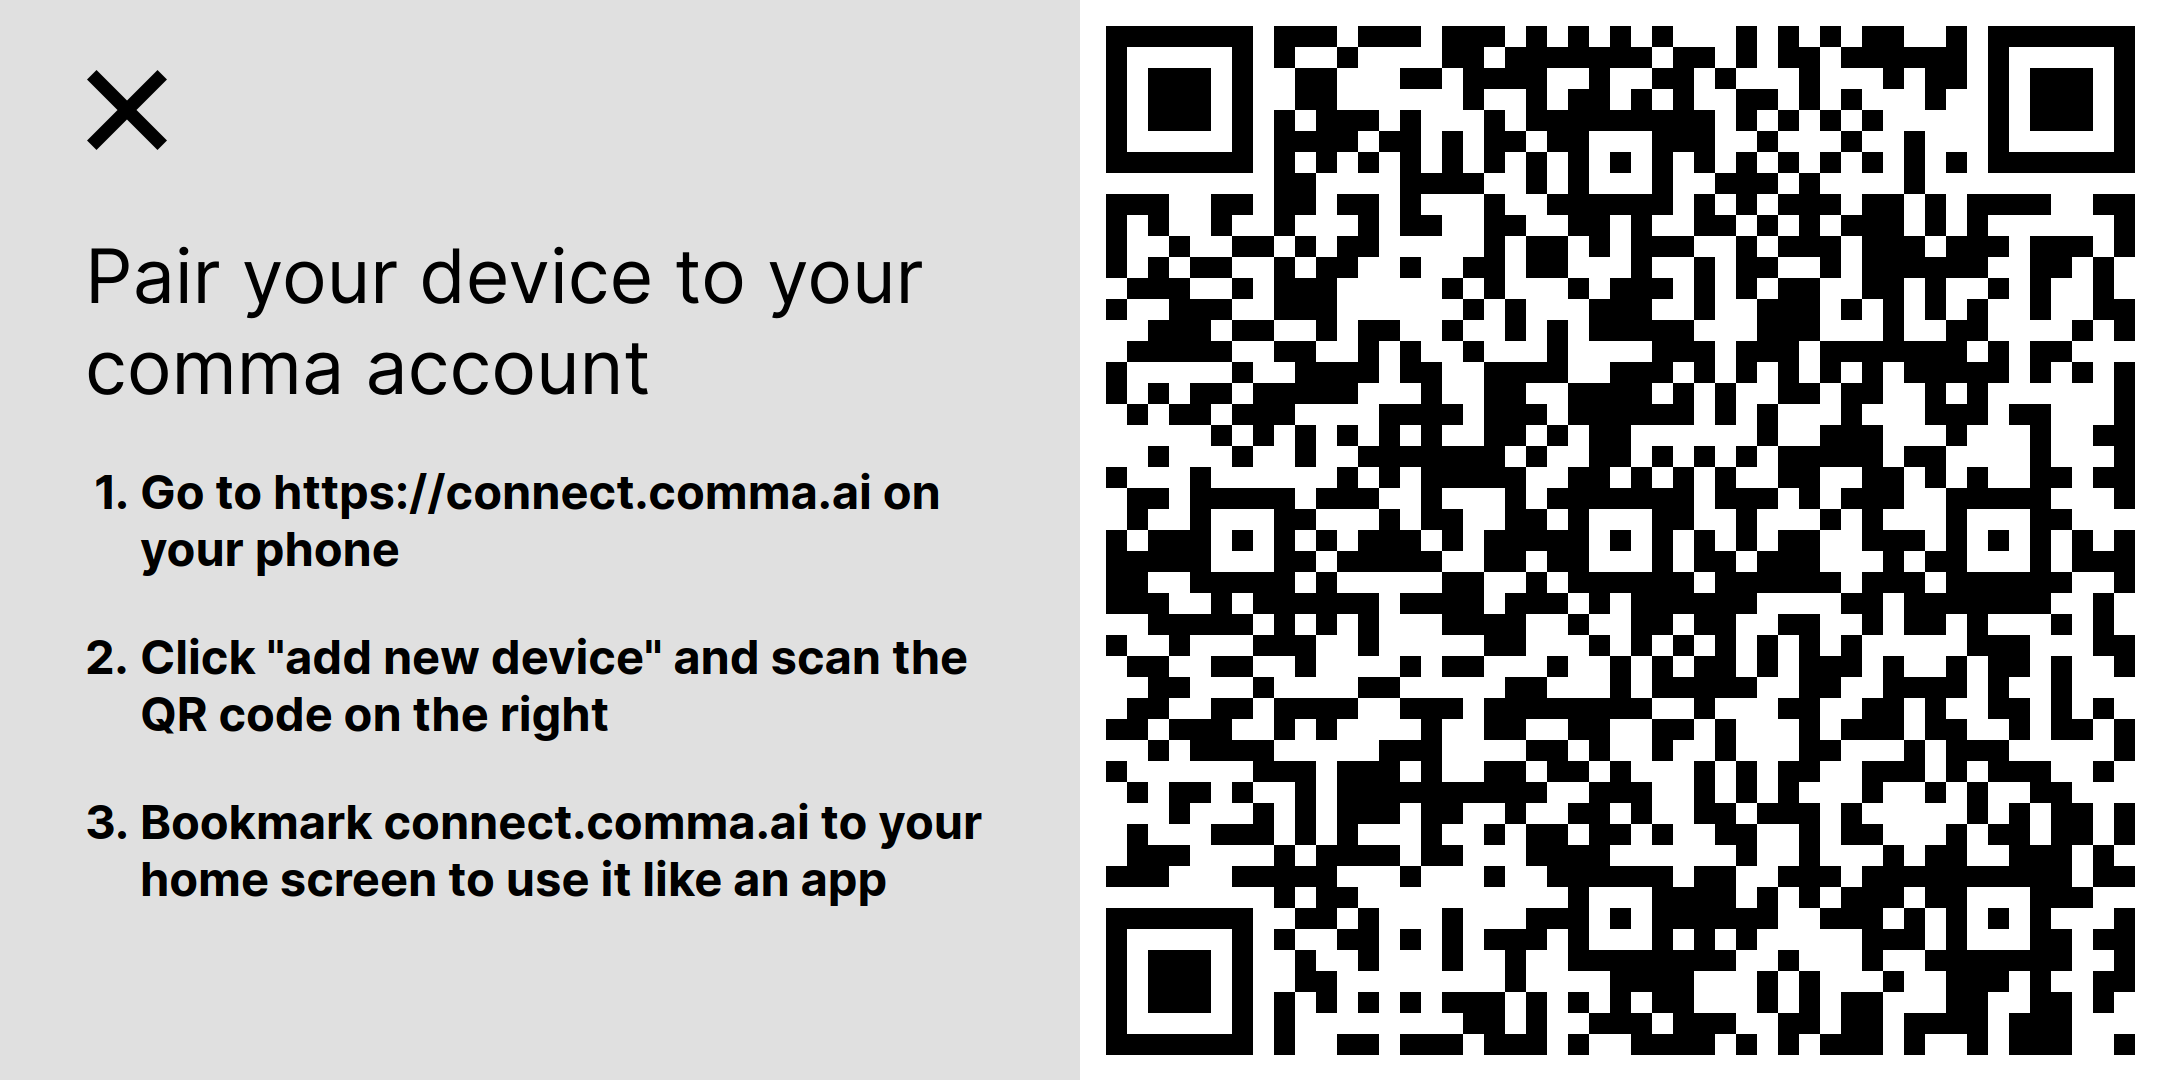 Pair your device to your
comma account
1. Go to https://connect.comma.ai on
your phone
2. Click "add new device" and scan the
QR code on the right
3. Bookmark connect.comma.ai to your
home screen to use it like an app